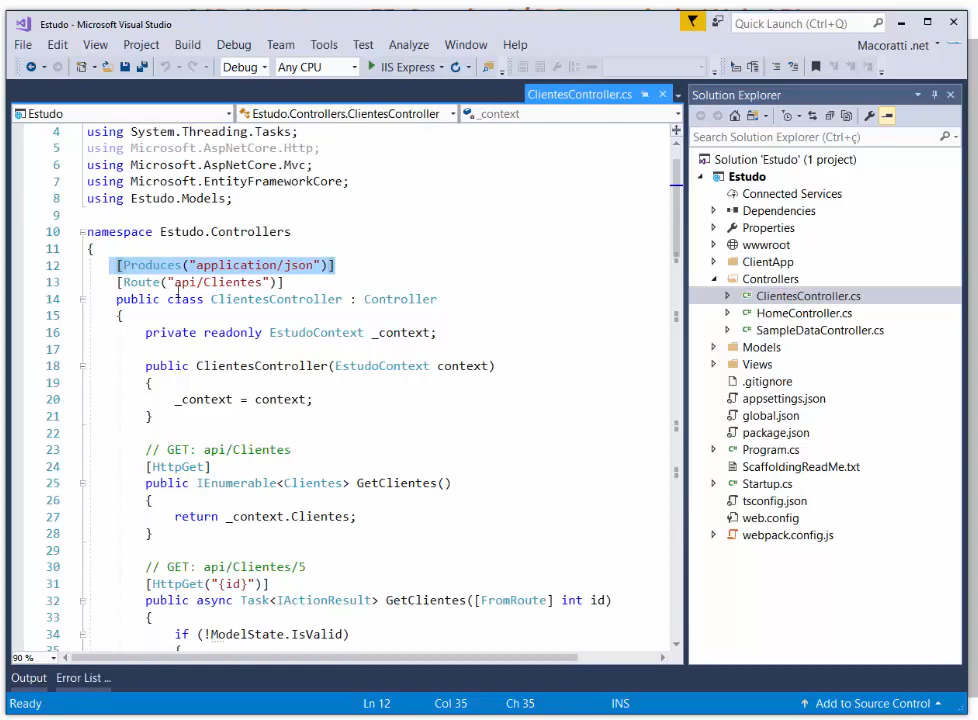 Estudo - Microsoft Visual Studio
Quick Launch (Ctrl+Q)
File Edit View Project Build Debug Team Tools Test Analyze Window Help
Macoratti .net
Debug Any CPU IIS Express
ClientesController.cs
Estudo Estudo.Controllers.ClientesController _context
4 using System.Threading.Tasks;
5 using Microsoft.AspNetCore.Http;
6 using Microsoft.AspNetCore.Mvc;
7 using Microsoft.EntityFrameworkCore;
8 using Estudo.Models;
9
10 namespace Estudo.Controllers
11 {
12 [Produces("application/json")]
13 [Route("api/Clientes")]
14 public class ClientesController : Controller
15 {
16 private readonly EstudoContext _context;
17
18 public ClientesController(EstudoContext context)
19 {
20 _context = context;
21 }
22
23 // GET: api/Clientes
24 [HttpGet]
25 public IEnumerable<Clientes> GetClientes()
26 {
27 return _context.Clientes;
28 }
29
30 // GET: api/Clientes/5
31 [HttpGet("{id}")]
32 public async Task<IActionResult> GetClientes([FromRoute] int id)
33 {
34 if (!ModelState.IsValid)
35 {
90 %
Solution Explorer
Search Solution Explorer (Ctrl+ç)
Solution 'Estudo' (1 project)
Estudo
Connected Services
Dependencies
Properties
wwwroot
ClientApp
Controllers
ClientesController.cs
HomeController.cs
SampleDataController.cs
Models
Views
.gitignore
appsettings.json
global.json
package.json
Program.cs
ScaffoldingReadMe.txt
Startup.cs
tsconfig.json
web.config
webpack.config.js
Output Error List ...
Ready Ln 12 Col 35 Ch 35 INS Add to Source Control